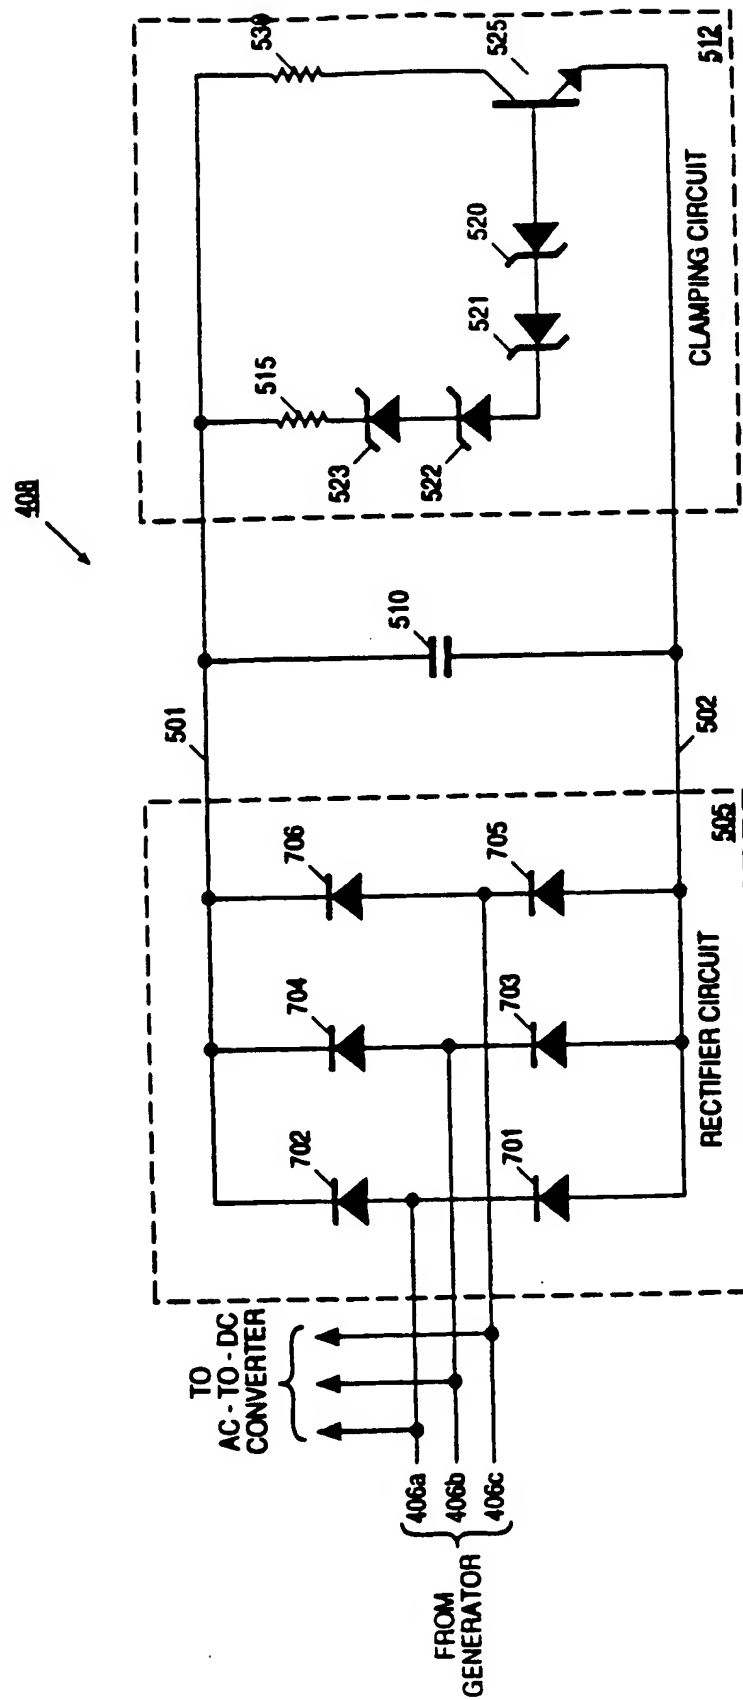 408
FROM
GENERATOR
406a
406b
406c
TO
AC - TO - DC
CONVERTER
702
704
706
701
703
705
RECTIFIER CIRCUIT
505
501
502
510
515
523
522
521
520
525
530
CLAMPING CIRCUIT
512